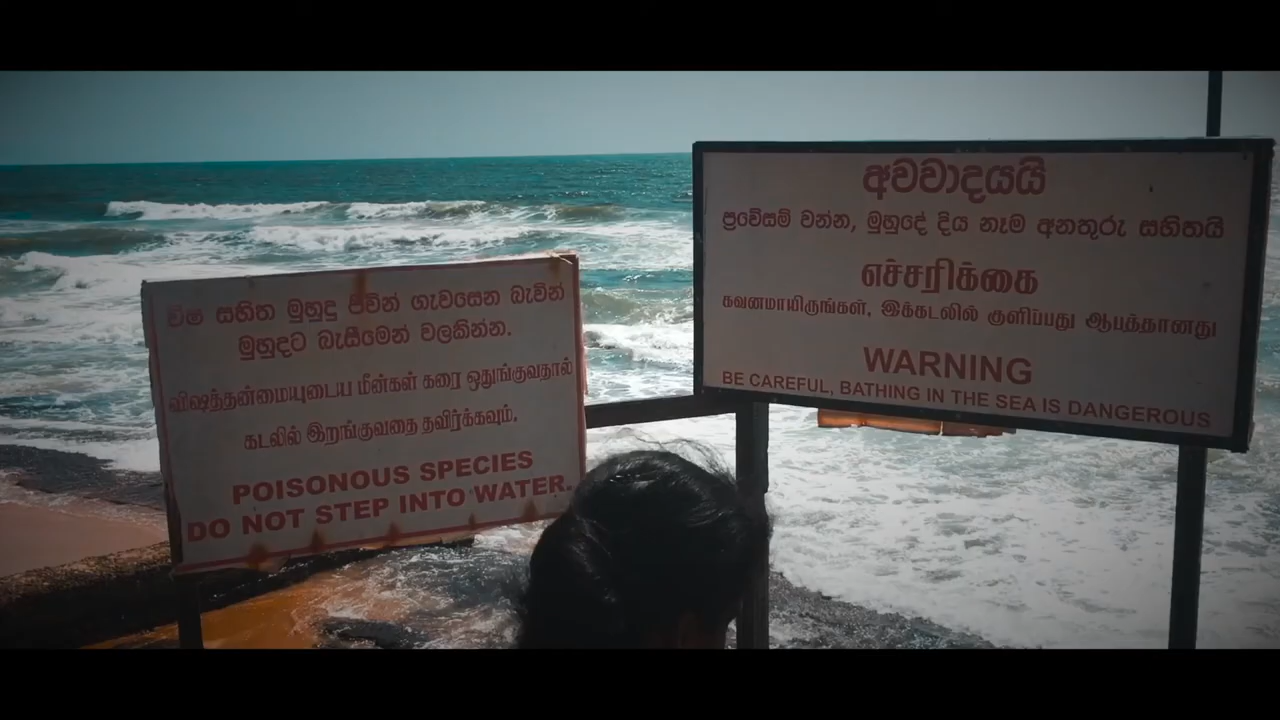 විෂ සහිත මුහුදු ජීවින් ගැවසෙන බැවින්
මුහුදට බැසීමෙන් වලකින්න.
விஷத்தன்மையுடைய மீன்கள் கரை ஒதுங்குவதால்
கடலில் இறங்குவதை தவிர்க்கவும்.
POISONOUS SPECIES
DO NOT STEP INTO WATER.
අවවාදයයි
ප්‍රවේසම් වන්න, මුහුදේ දිය නෑම අනතුරු සහිතයි
எச்சரிக்கை
கவனமாயிருங்கள், இக்கடலில் குளிப்பது ஆபத்தானது
WARNING
BE CAREFUL, BATHING IN THE SEA IS DANGEROUS